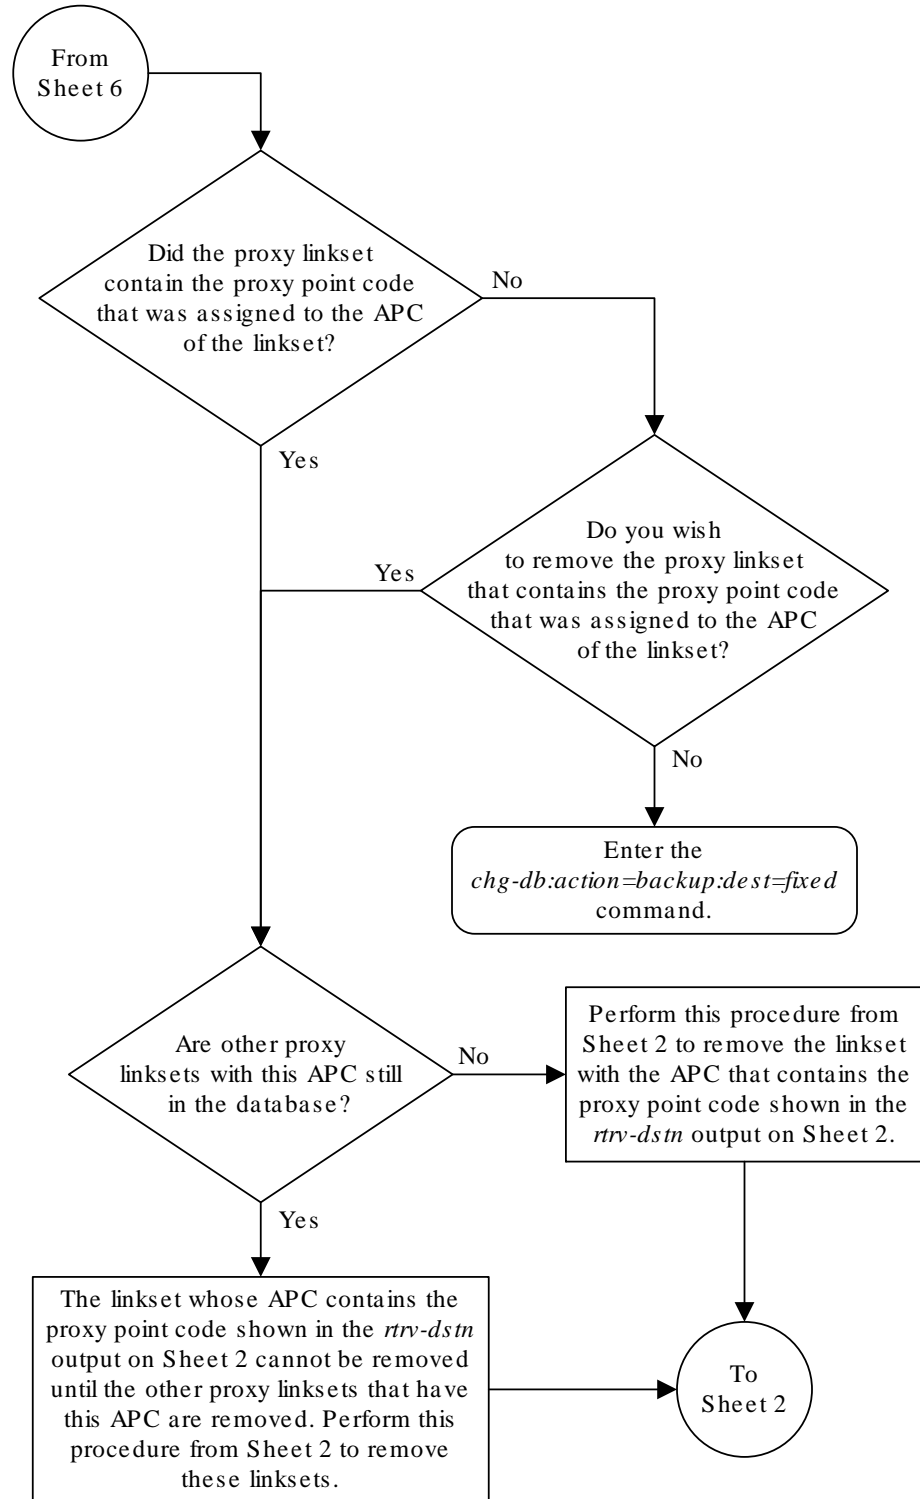 From
Sheet 6
Did the proxy linkset
contain the proxy point code
that was assigned to the APC
of the linkset?
No
Yes
Do you wish
to remove the proxy linkset
that contains the proxy point code
that was assigned to the APC
of the linkset?
Yes
No
Enter the
chg-db:action=backup:dest=fixed
command.
Are other proxy
linksets with this APC still
in the database?
No
Perform this procedure from
Sheet 2 to remove the linkset
with the APC that contains the
proxy point code shown in the
rtrv-dstn output on Sheet 2.
Yes
The linkset whose APC contains the
proxy point code shown in the rtrv-dstn
output on Sheet 2 cannot be removed
until the other proxy linksets that have
this APC are removed. Perform this
procedure from Sheet 2 to remove
these linksets.
To
Sheet 2